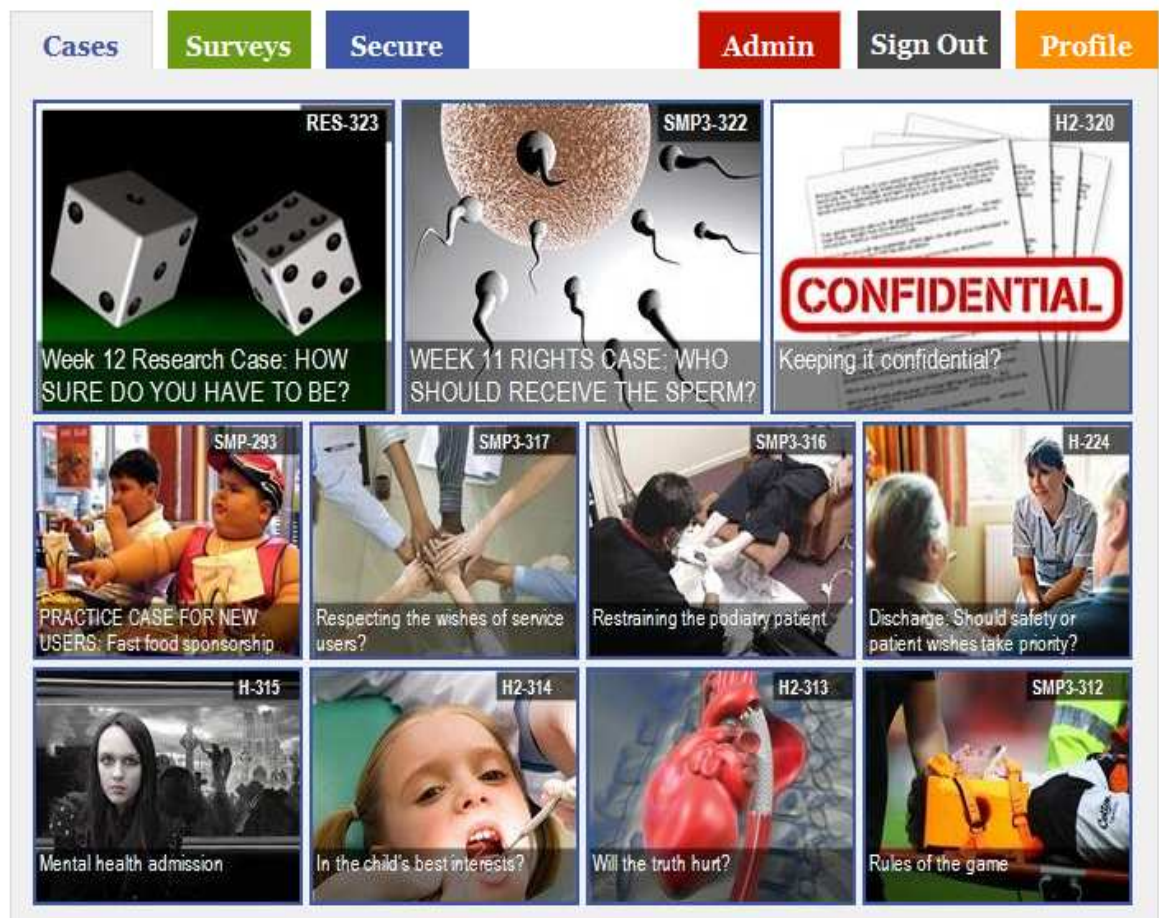 Cases
Surveys
Secure
Admin
Sign Out
Profile
RES-323
Week 12 Research Case: HOW
SURE DO YOU HAVE TO BE?
SMP3-322
WEEK 11 RIGHTS CASE: WHO
SHOULD RECEIVE THE SPERM?
H2-320
CONFIDENTIAL
Keeping it confidential?
SMP-293
PRACTICE CASE FOR NEW
USERS: Fast food sponsorship
SMP3-317
Respecting the wishes of service
users?
SMP3-316
Restraining the podiatry patient
H-224
Discharge: Should safety or
patient wishes take priority?
H-315
Mental health admission
H2-314
In the child's best interests?
H2-313
Will the truth hurt?
SMP3-312
Rules of the game